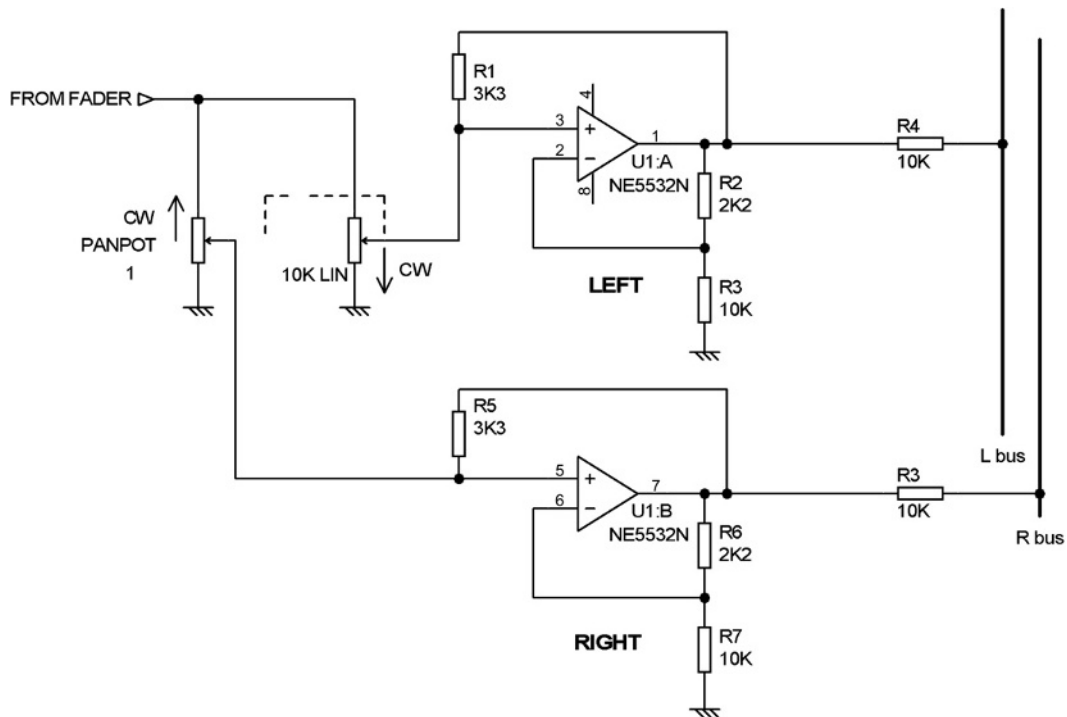 FROM FADER
CW
PANPOT
1
10K LIN
CW
R1
3K3
3
2
4
8
1
U1:A
NE5532N
R2
2K2
R3
10K
LEFT
R4
10K
L bus
R5
3K3
5
6
7
U1:B
NE5532N
R6
2K2
R7
10K
RIGHT
R3
10K
R bus